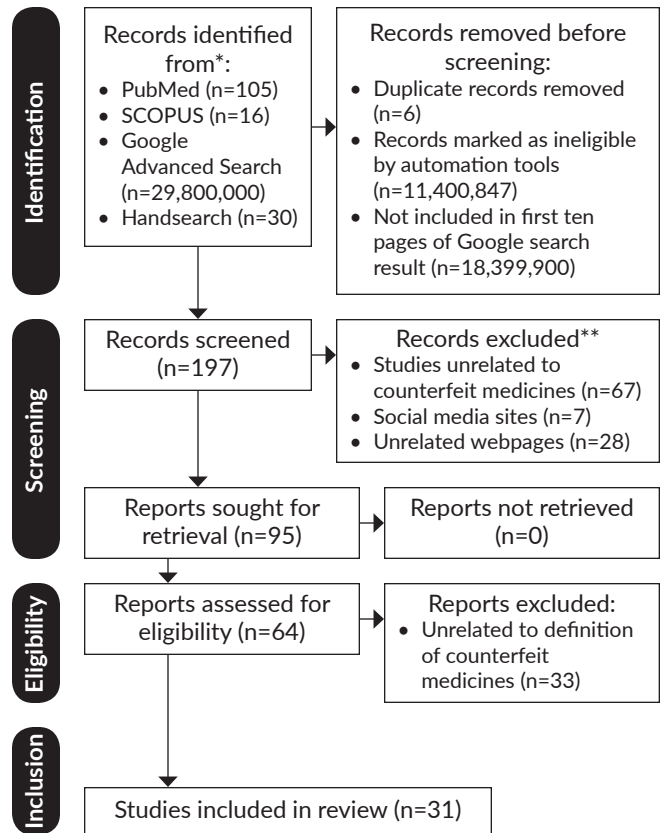 Identification
Records identified
from*:
• PubMed (n=105)
• SCOPUS (n=16)
• Google
Advanced Search
(n=29,800,000)
• Handsearch (n=30)
Records removed before
screening:
• Duplicate records removed
(n=6)
• Records marked as ineligible
by automation tools
(n=11,400,847)
• Not included in first ten
pages of Google search
result (n=18,399,900)
Screening
Records screened
(n=197)
Records excluded**
• Studies unrelated to
counterfeit medicines (n=67)
• Social media sites (n=7)
• Unrelated webpages (n=28)
Reports sought for
retrieval (n=95)
Reports not retrieved
(n=0)
Eligibility
Reports assessed for
eligibility (n=64)
Reports excluded:
• Unrelated to definition
of counterfeit
medicines (n=33)
Inclusion
Studies included in review (n=31)